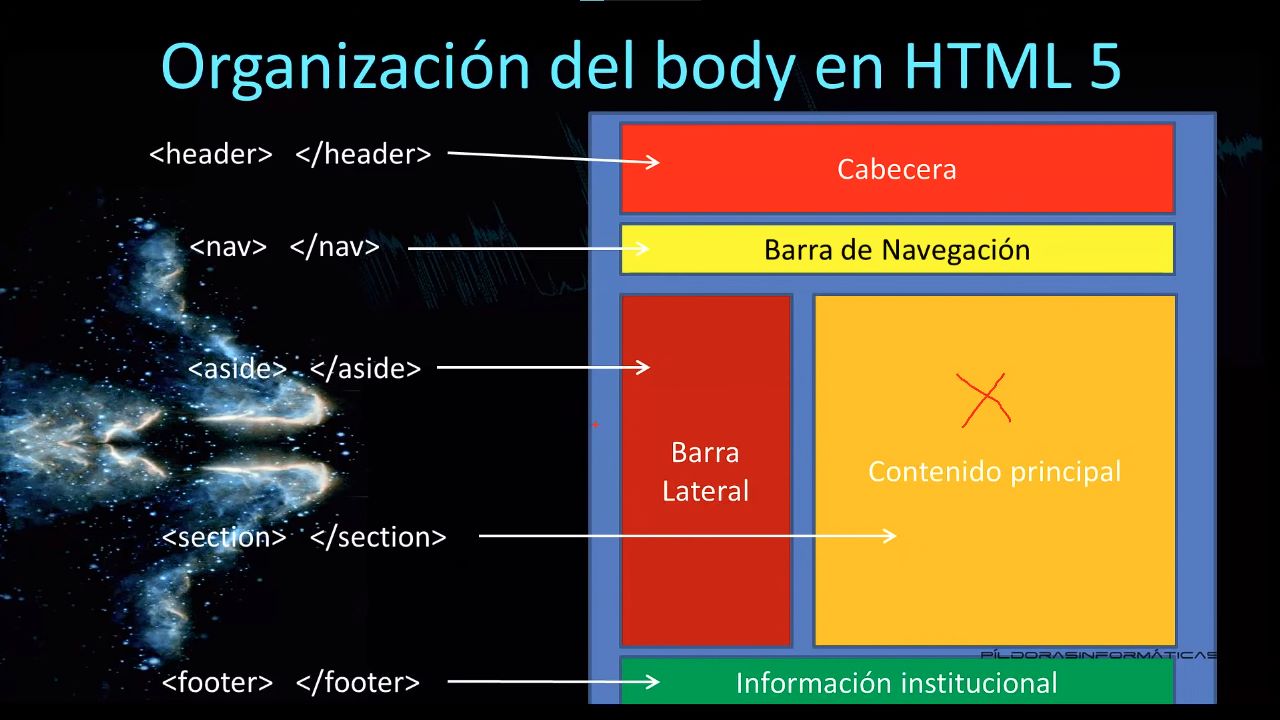 Organización del body en HTML 5
<header> </header>
Cabecera
<nav> </nav>
Barra de Navegación
<aside> </aside>
Barra
Lateral
Contenido principal
<section> </section>
PÍLDORASINFORMÁTICAS
<footer> </footer>
Información institucional